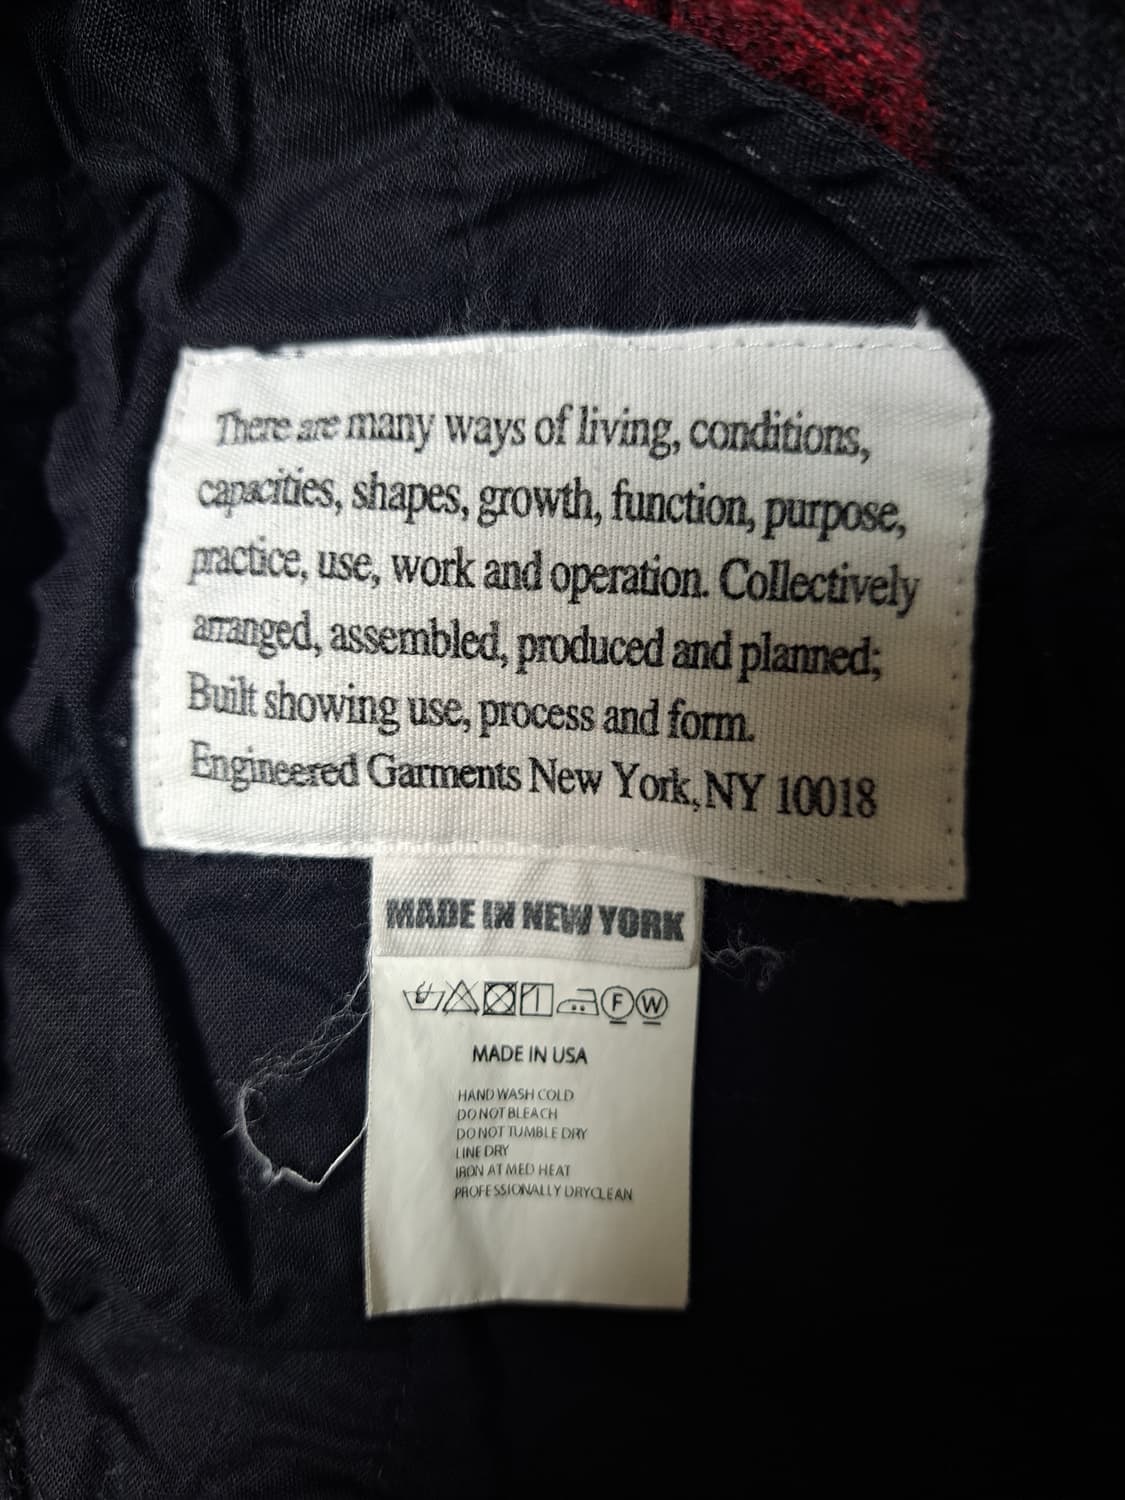 There are many ways of living, conditions,
capacities, shapes, growth, function, purpose,
practice, use, work and operation. Collectively
arranged, assembled, produced and planned;
Built showing use, process and form.
Engineered Garments New York, NY 10018
MADE IN NEW YORK
F W
MADE IN USA
HAND WASH COLD
DO NOT BLEACH
DO NOT TUMBLE DRY
LINE DRY
IRON AT MED HEAT
PROFESSIONALLY DRYCLEAN